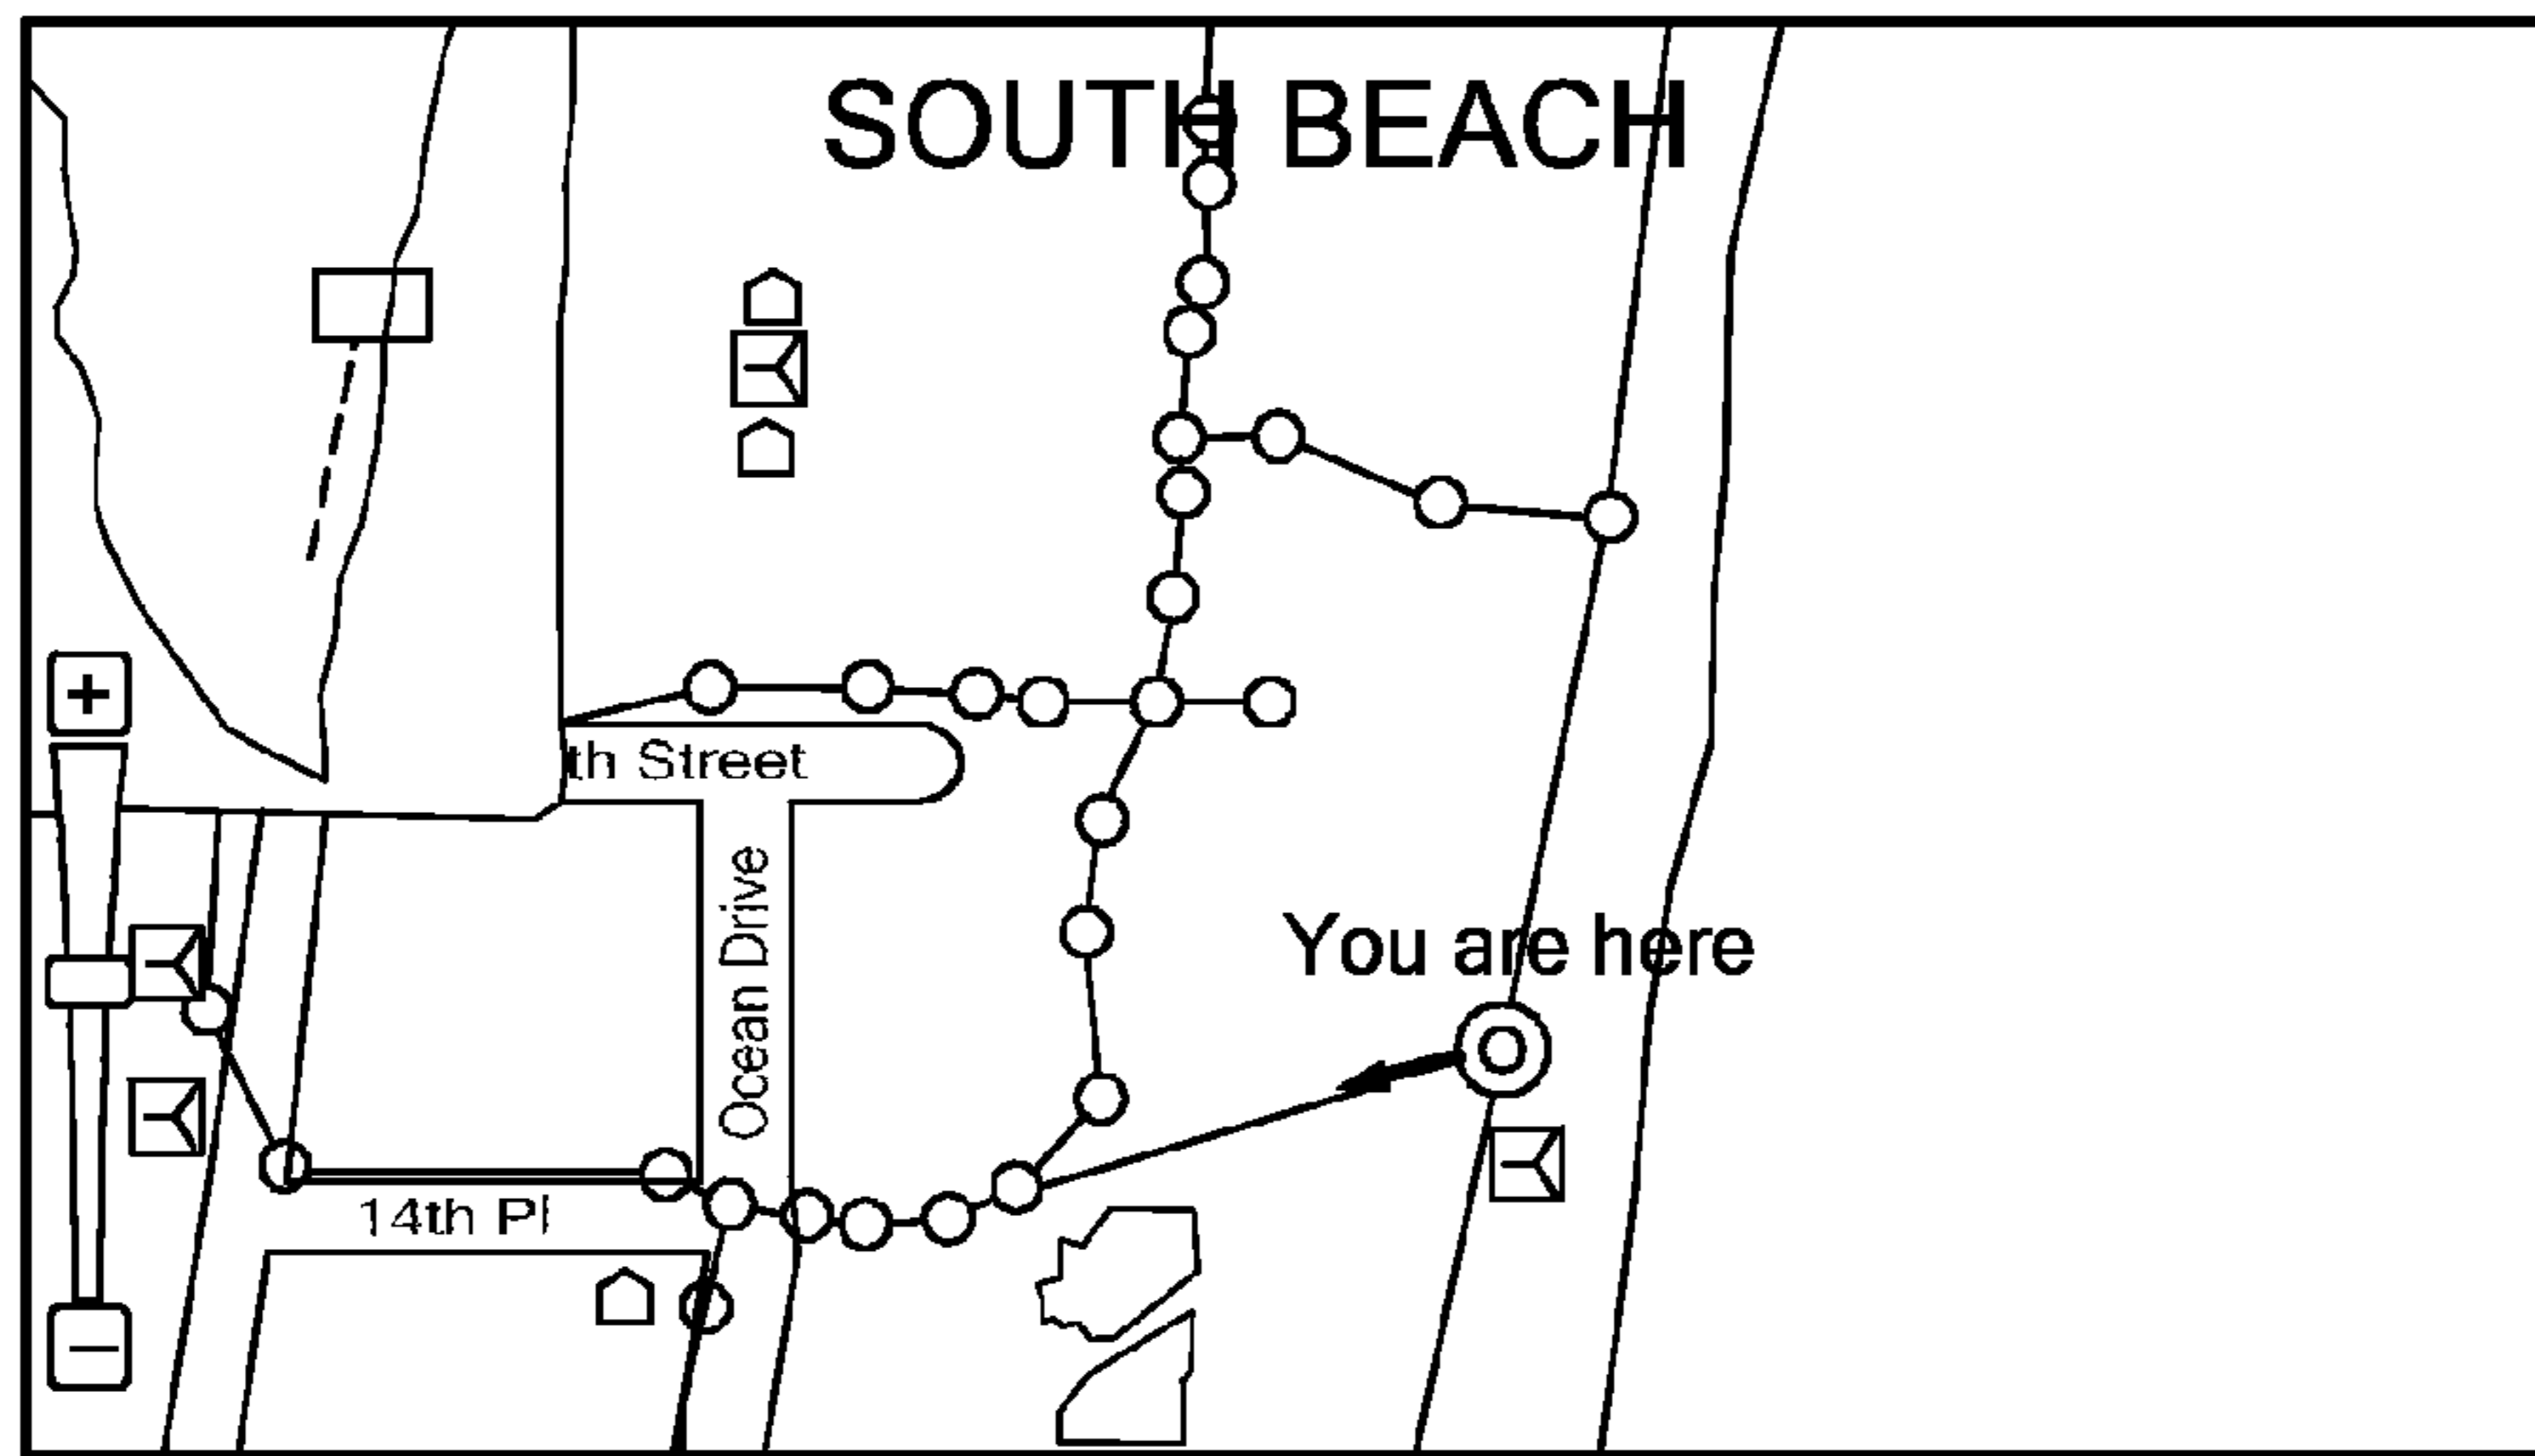 SOUTH BEACH
+
th Street
Ocean Drive
You are here
14th Pl
–